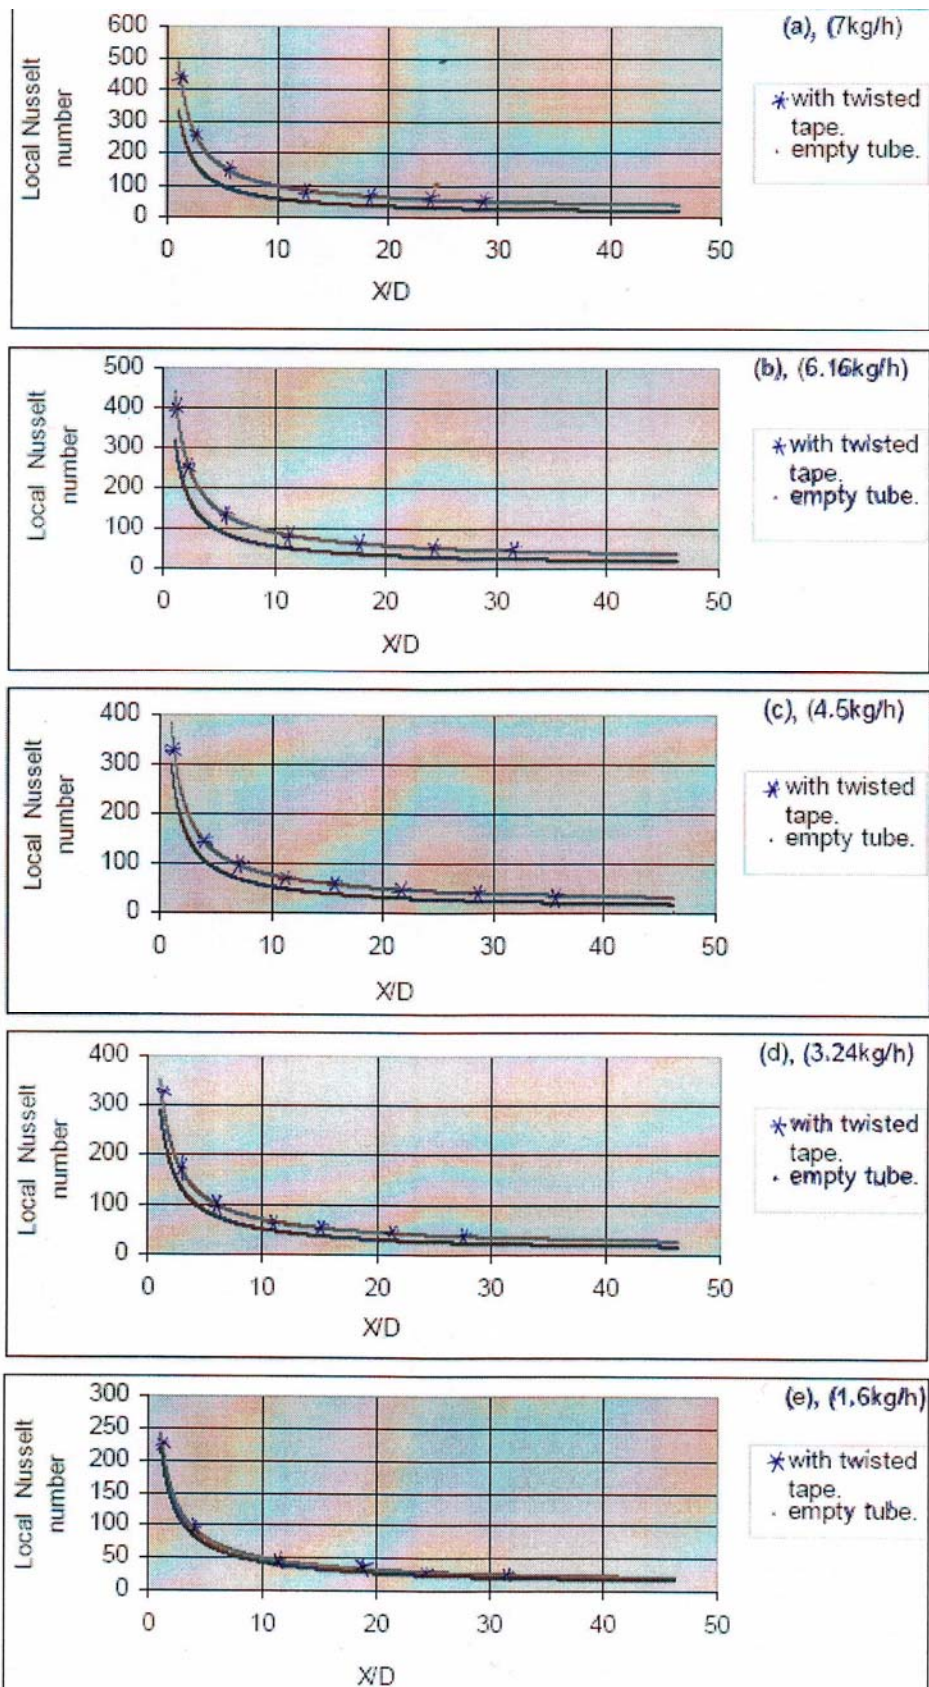 (a), (7kg/h)
Local Nusselt
number
600
500
400
300
200
100
0
0 10 20 30 40 50
X/D
with twisted
tape.
empty tube.
(b), (6.16kg/h)
Local Nusselt
number
500
400
300
200
100
0
0 10 20 30 40 50
X/D
with twisted
tape.
empty tube.
(c), (4.5kg/h)
Local Nusselt
number
400
300
200
100
0
0 10 20 30 40 50
X/D
with twisted
tape.
empty tube.
(d), (3.24kg/h)
Local Nusselt
number
400
300
200
100
0
0 10 20 30 40 50
X/D
with twisted
tape.
empty tube.
(e), (1.6kg/h)
Local Nusselt
number
300
250
200
150
100
50
0
0 10 20 30 40 50
X/D
with twisted
tape.
empty tube.